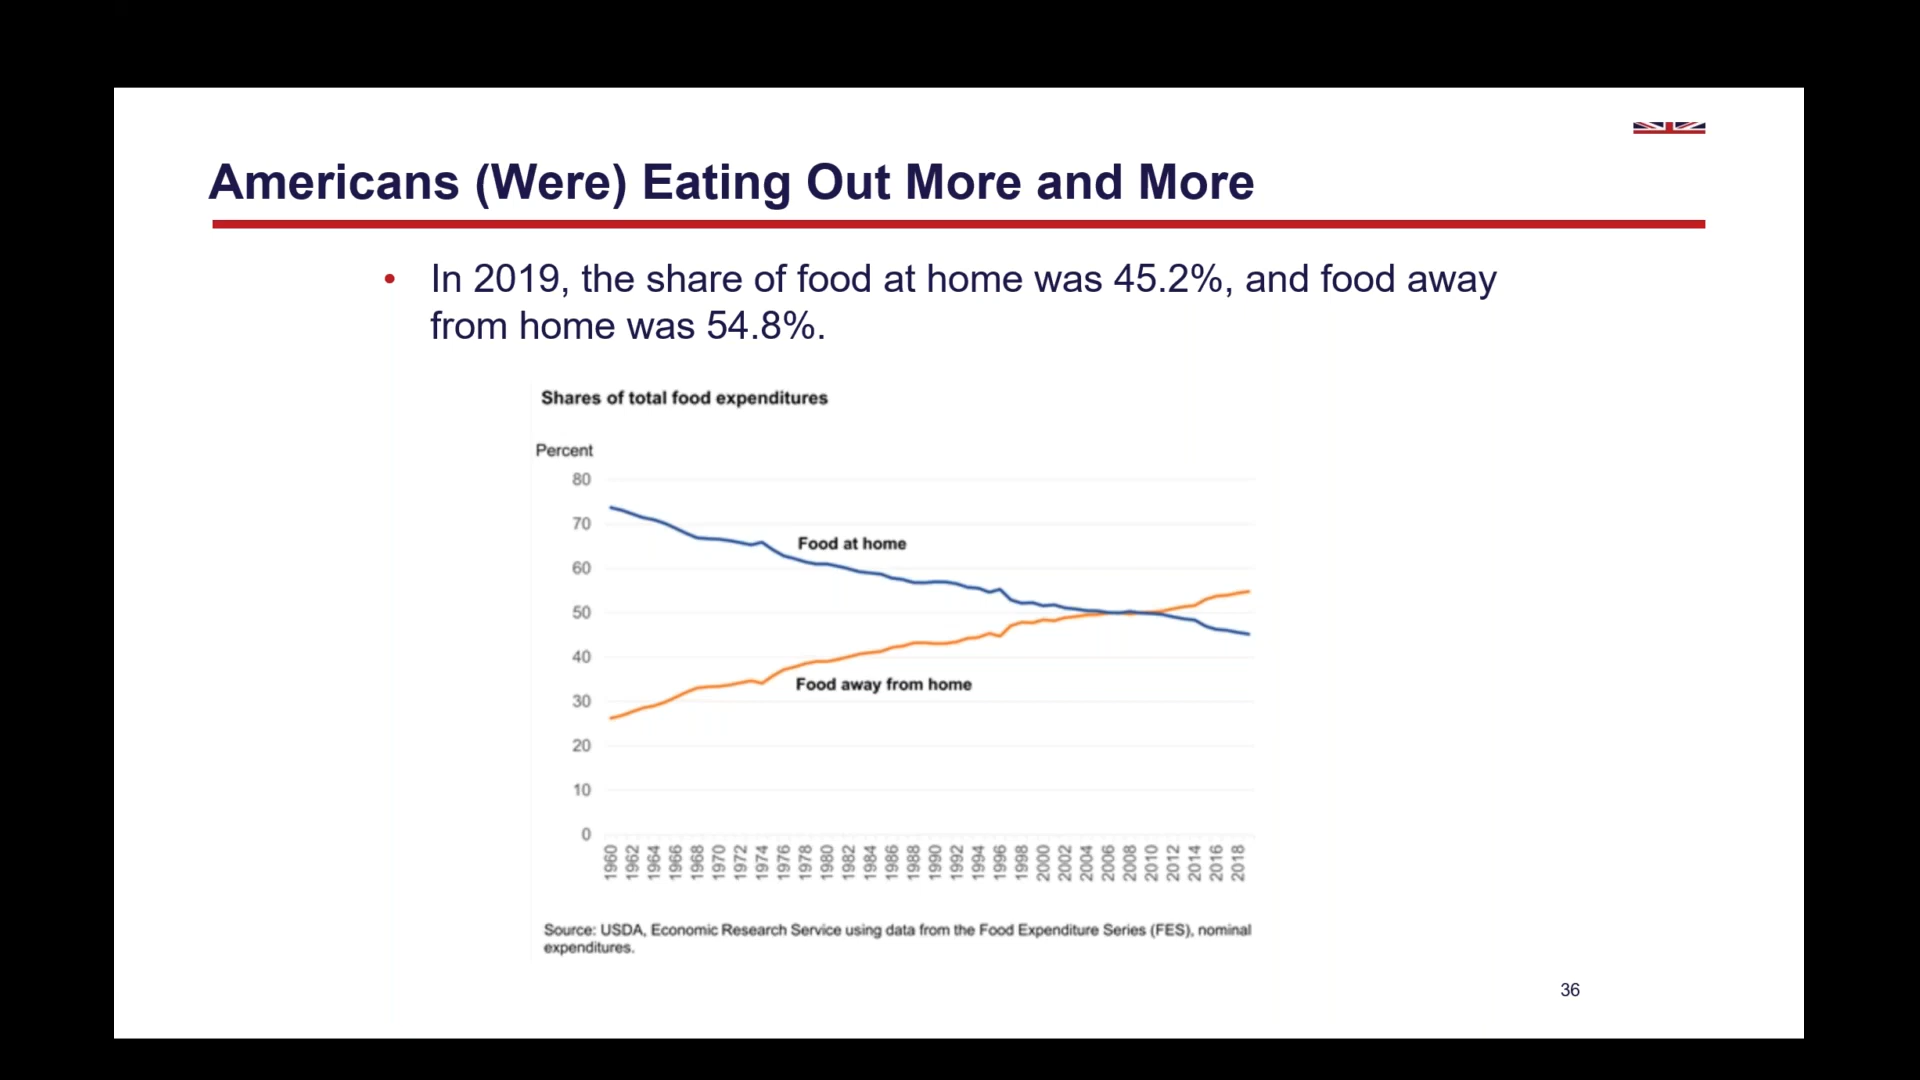 Americans (Were) Eating Out More and More
• In 2019, the share of food at home was 45.2%, and food away
from home was 54.8%.
Shares of total food expenditures
Percent
80
70
60
50
40
30
20
10
0
Food at home
Food away from home
1960 1962 1964 1966 1968 1970 1972 1974 1976 1978 1980 1982 1984 1986 1988 1990 1992 1994 1996 1998 2000 2002 2004 2006 2008 2010 2012 2014 2016 2018
Source: USDA, Economic Research Service using data from the Food Expenditure Series (FES), nominal
expenditures.
36